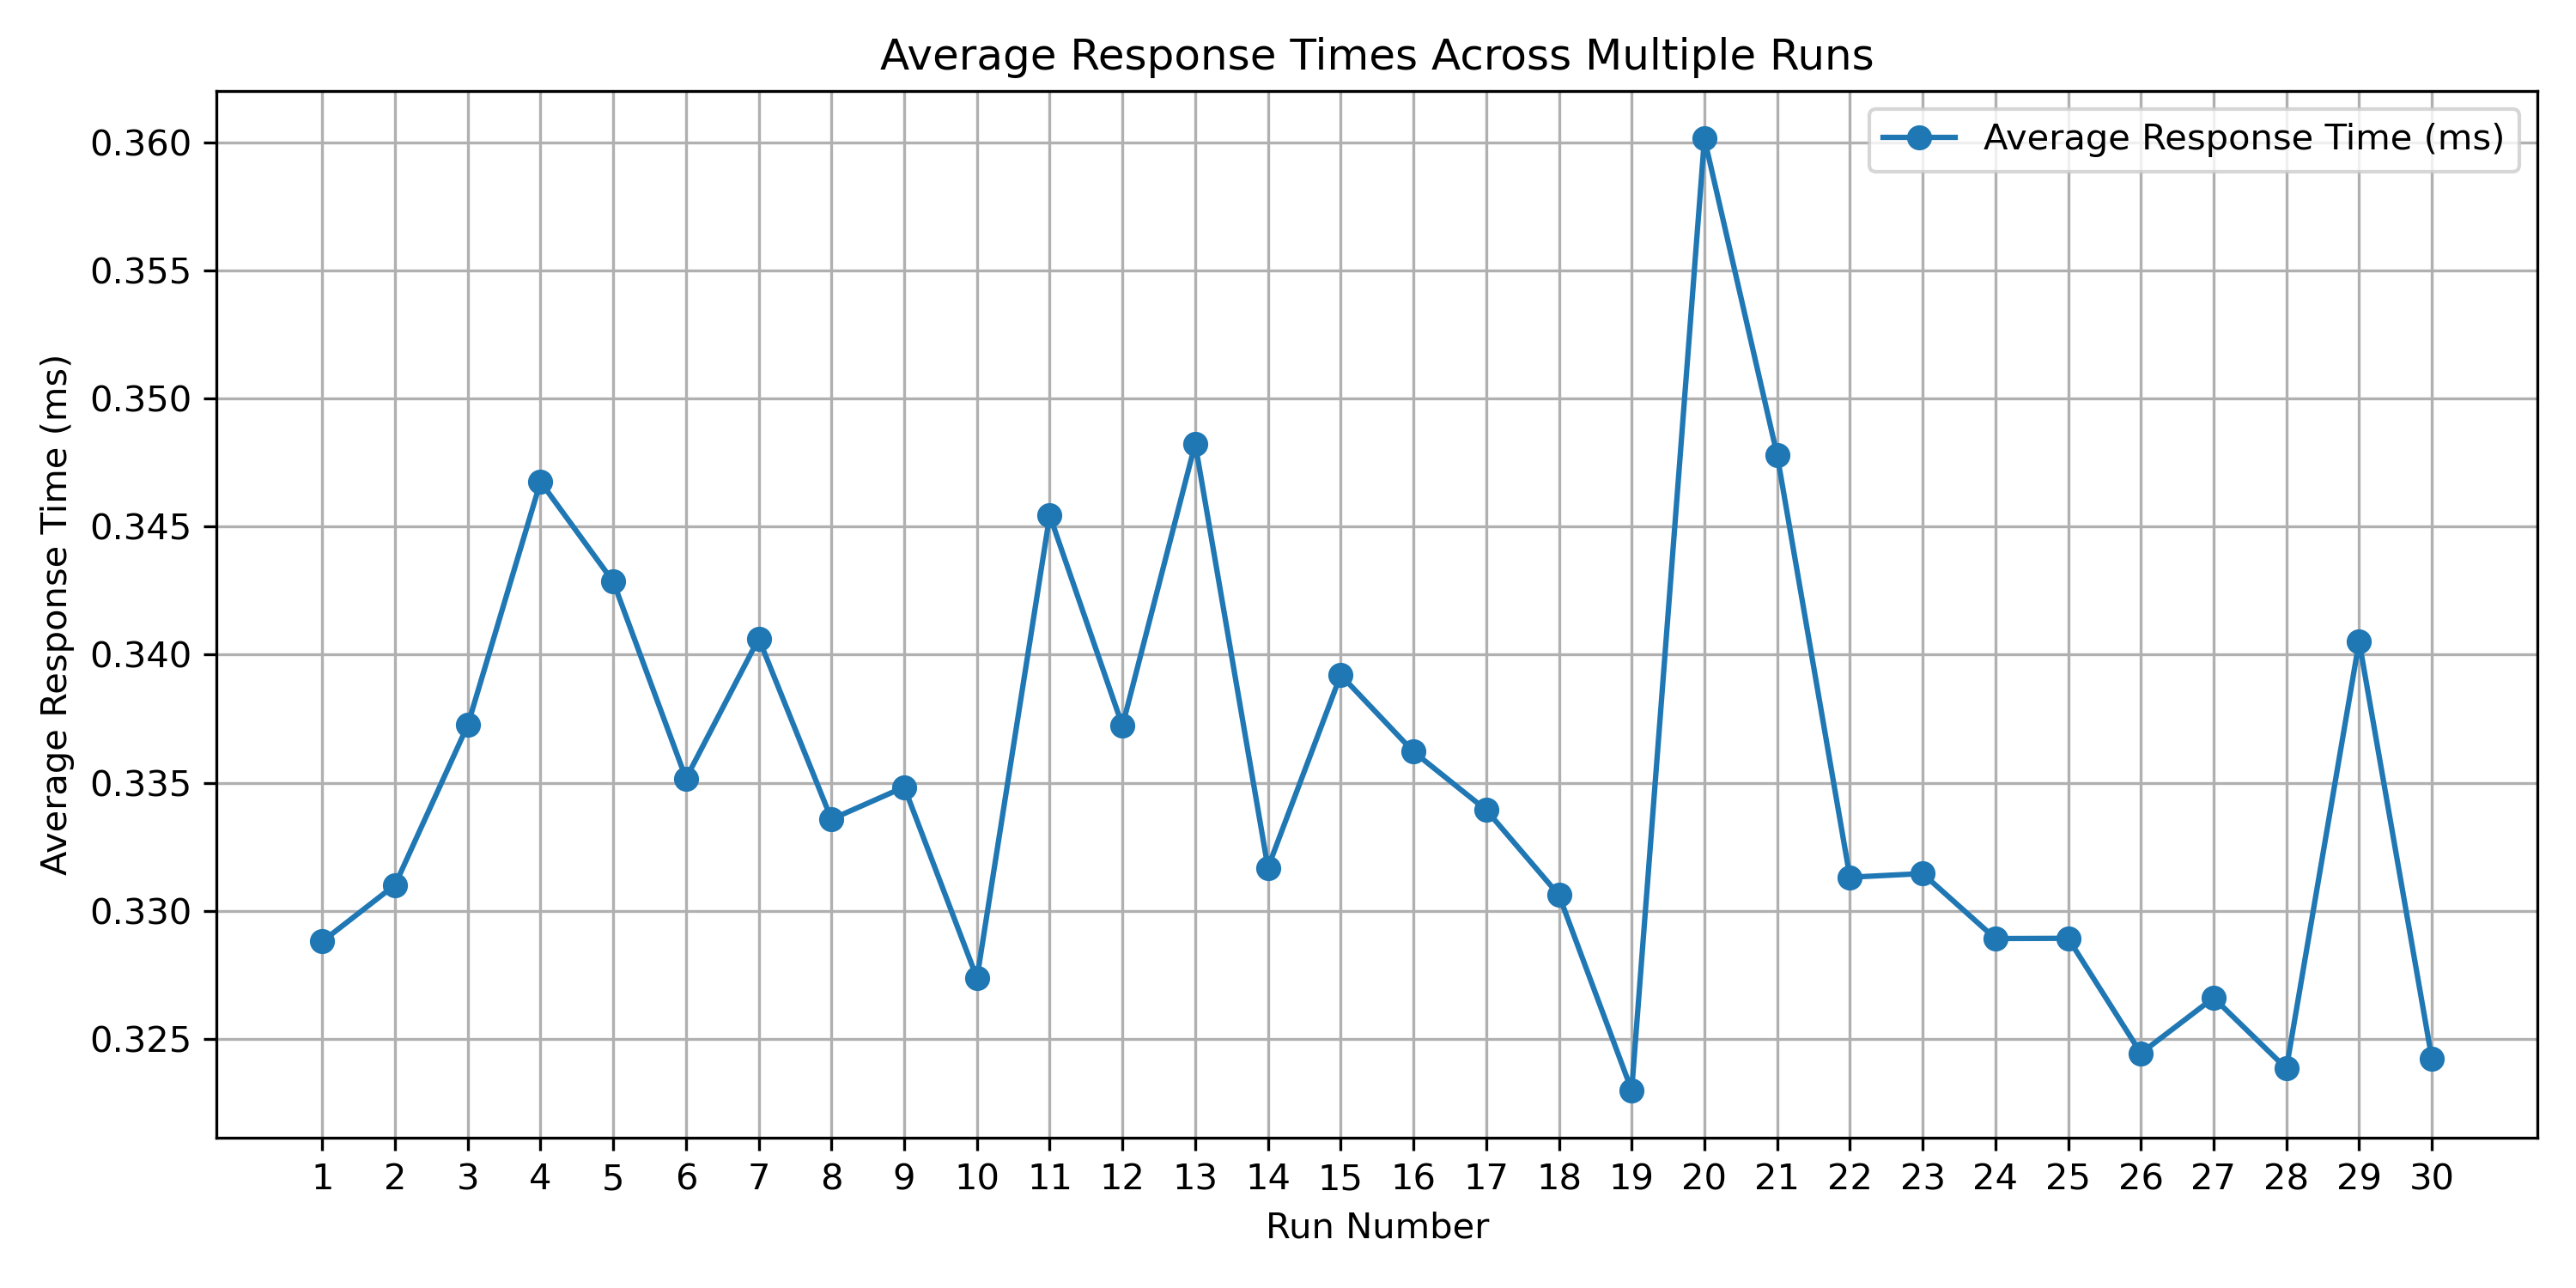 Average Response Times Across Multiple Runs
Average Response Time (ms)
0.360
0.355
0.350
0.345
0.340
0.335
0.330
0.325
Average Response Time (ms)
1 2 3 4 5 6 7 8 9 10 11 12 13 14 15 16 17 18 19 20 21 22 23 24 25 26 27 28 29 30
Run Number